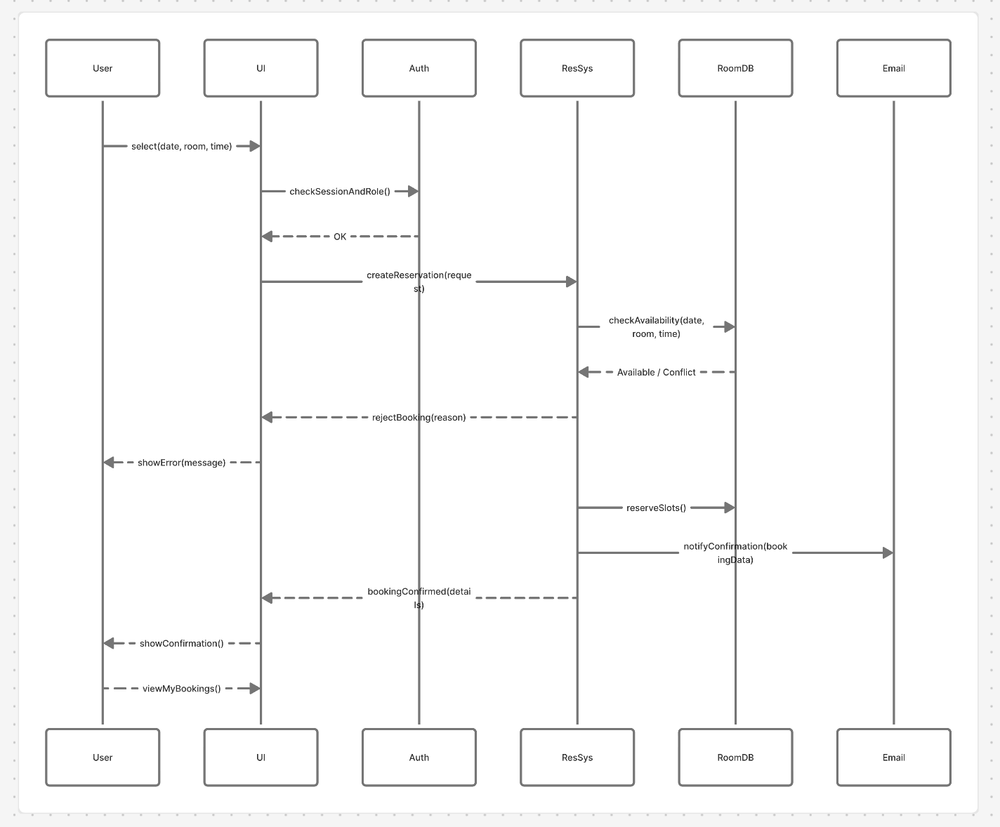 User
UI
Auth
ResSys
RoomDB
Email
select(date, room, time)
checkSessionAndRole()
OK
createReservation(reque
st)
checkAvailability(date,
room, time)
Available / Conflict
rejectBooking(reason)
showError(message)
reserveSlots()
notifyConfirmation(book
ingData)
bookingConfirmed(detai
ls)
showConfirmation()
viewMyBookings()
User
UI
Auth
ResSys
RoomDB
Email